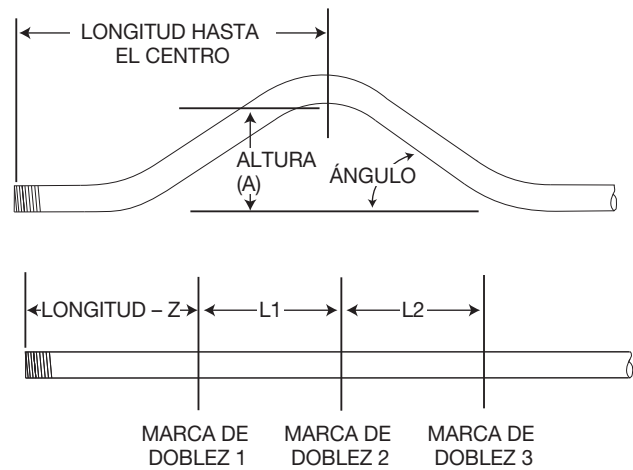 LONGITUD HASTA
EL CENTRO
ALTURA
(A)
ÁNGULO
LONGITUD – Z
L1
L2
MARCA DE
DOBLEZ 1
MARCA DE
DOBLEZ 2
MARCA DE
DOBLEZ 3